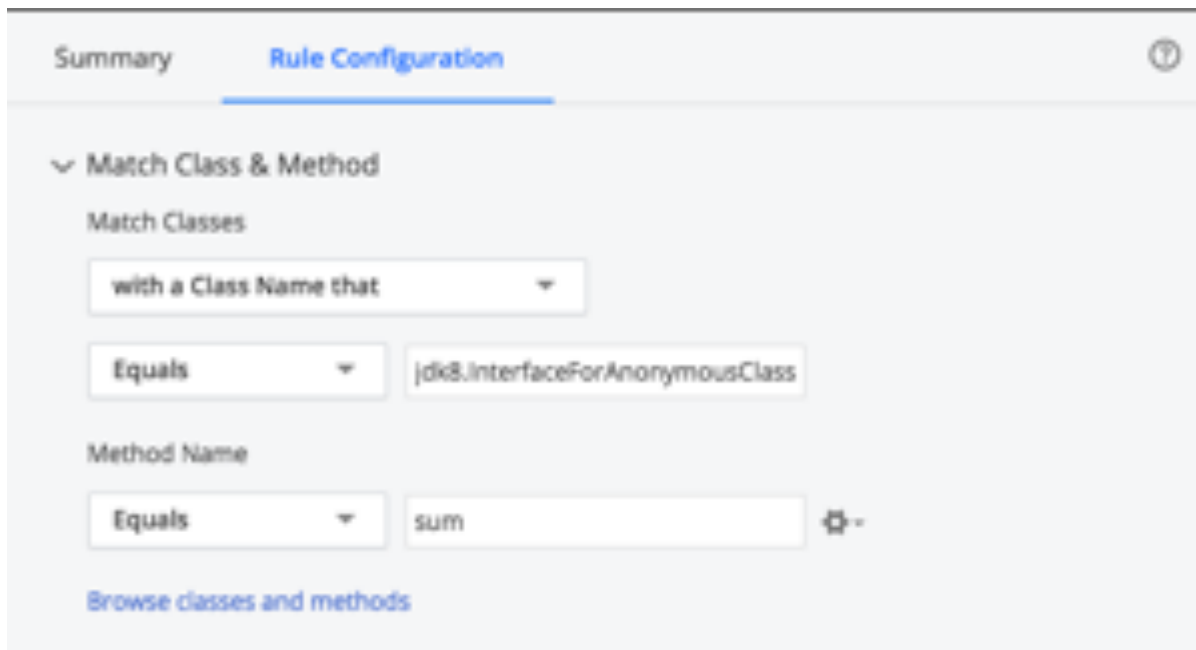 Summary Rule Configuration
Match Class & Method
Match Classes
with a Class Name that
Equals jdk8.InterfaceForAnonymousClass
Method Name
Equals sum
Browse classes and methods